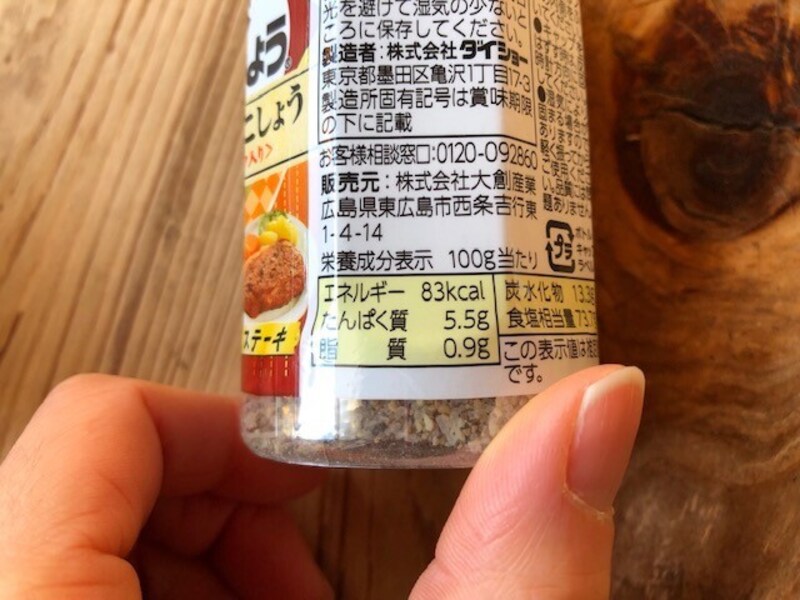 光を避けて湿気の少ないと
ころに保存してください。
製造者：株式会社ダイショー
東京都墨田区亀沢1丁目17-3
製造所固有記号は賞味期限
の下に記載
お客様相談窓口：0120-092860
販売元：株式会社大創産業
広島県東広島市西条吉行東
1-4-14
栄養成分表示 100g当たり
エネルギー 83kcal
たんぱく質 5.5g
脂質 0.9g
炭水化物 13.3
食塩相当量 73.7
この表示値は
です。
しょう
こしょう
入り>
ステーキ
プラ